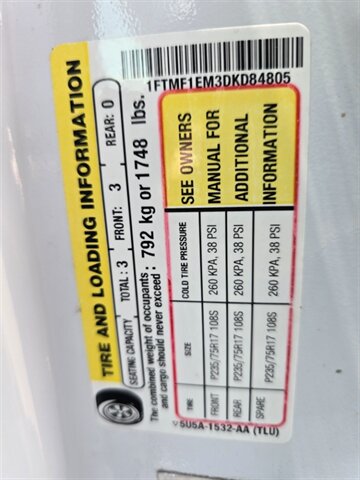 1FTMF1EM3DKD84805
TIRE AND LOADING INFORMATION
SEATING CAPACITY TOTAL : 3 FRONT: 3 REAR: 0
The combined weight of occupants
and cargo should never exceed : 792 kg or 1748 lbs.
TIRE SIZE COLD TIRE PRESSURE SEE OWNERS
FRONT P235/75R17 108S 260 KPA, 38 PSI MANUAL FOR
REAR P235/75R17 108S 260 KPA, 38 PSI ADDITIONAL
SPARE P235/75R17 108S 260 KPA, 38 PSI INFORMATION
5U5A-1532-AA (TLU)